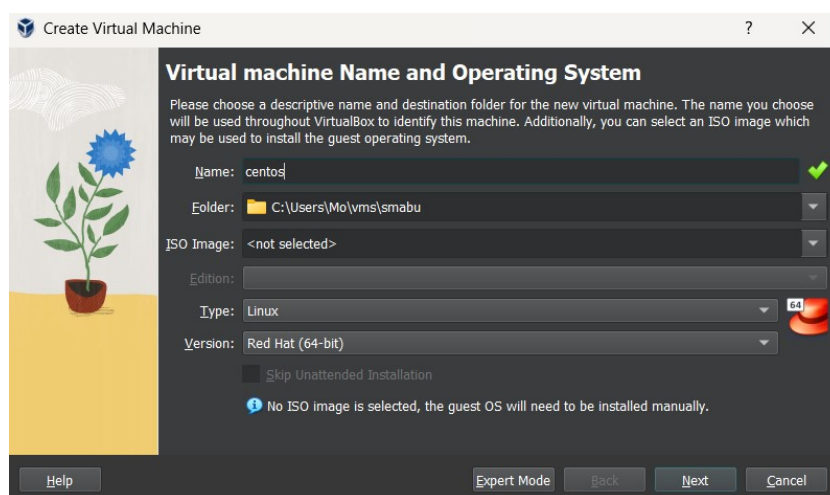 Create Virtual Machine
?
Virtual machine Name and Operating System
Please choose a descriptive name and destination folder for the new virtual machine. The name you choose
will be used throughout VirtualBox to identify this machine. Additionally, you can select an ISO image which
may be used to install the guest operating system.
Name: centos
Folder: C:\Users\Mo\vms\smabu
ISO Image: <not selected>
Edition:
Type: Linux
64
Version: Red Hat (64-bit)
Skip Unattended Installation
No ISO image is selected, the guest OS will need to be installed manually.
Help Expert Mode Back Next Cancel